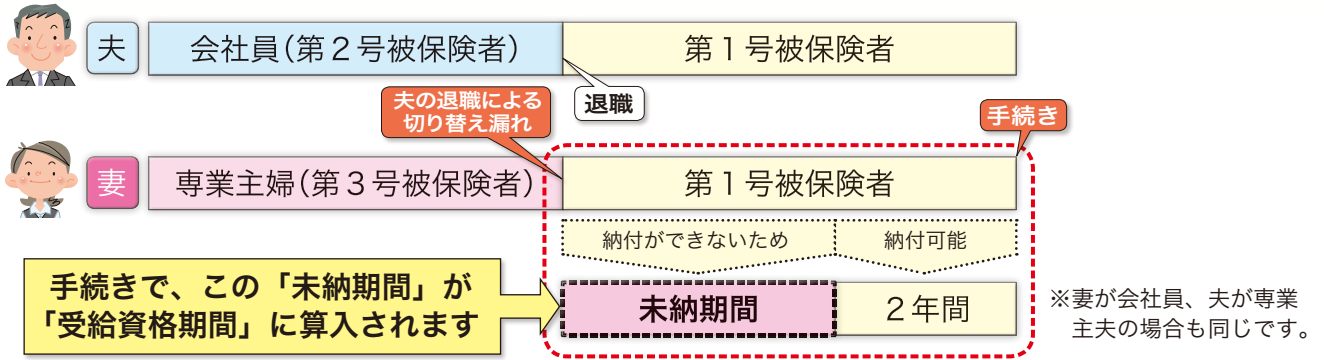 夫
会社員(第2号被保険者)
第1号被保険者
夫の退職による
切り替え漏れ
退職
手続き
妻
専業主婦(第3号被保険者)
第1号被保険者
納付ができないため
納付可能
手続きで、この「未納期間」が
「受給資格期間」に算入されます
未納期間
2年間
※妻が会社員、夫が専業
主夫の場合も同じです。